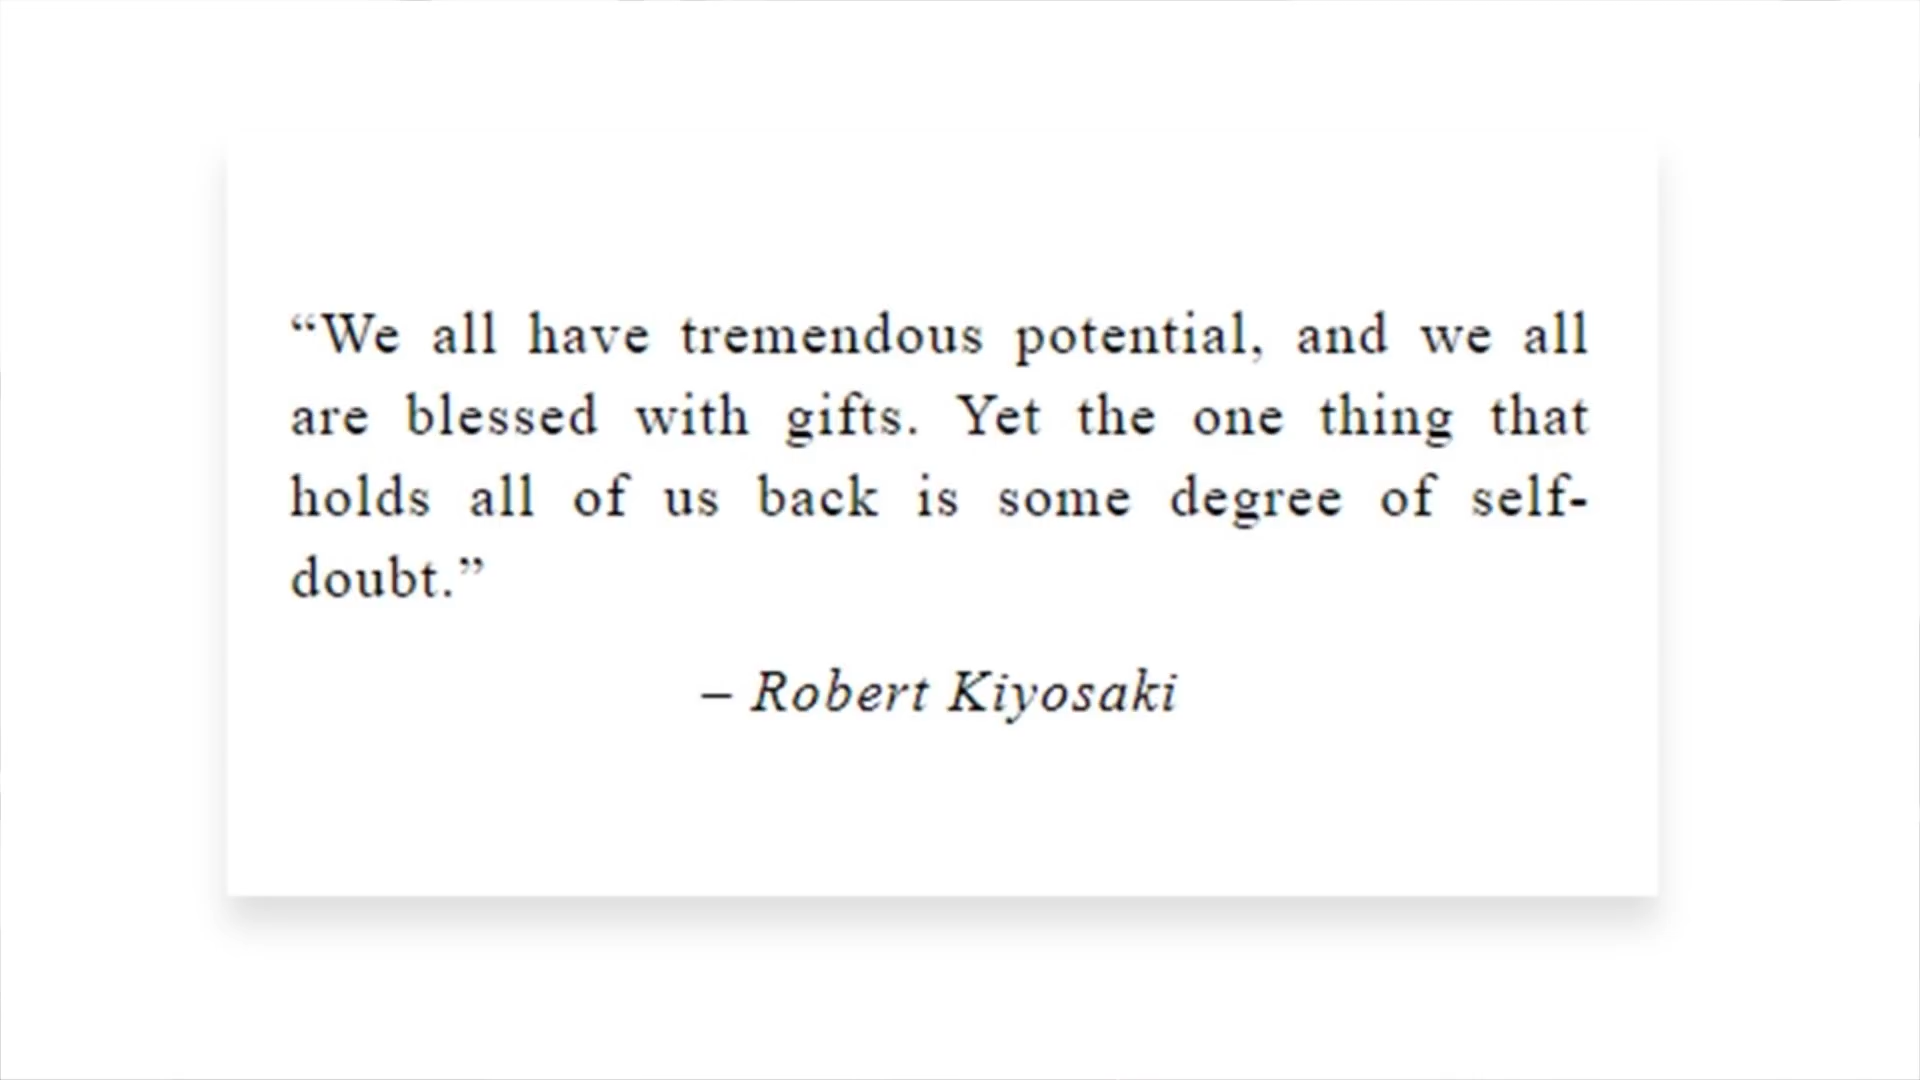 “We all have tremendous potential, and we all
are blessed with gifts. Yet the one thing that
holds all of us back is some degree of self-
doubt.”
– Robert Kiyosaki